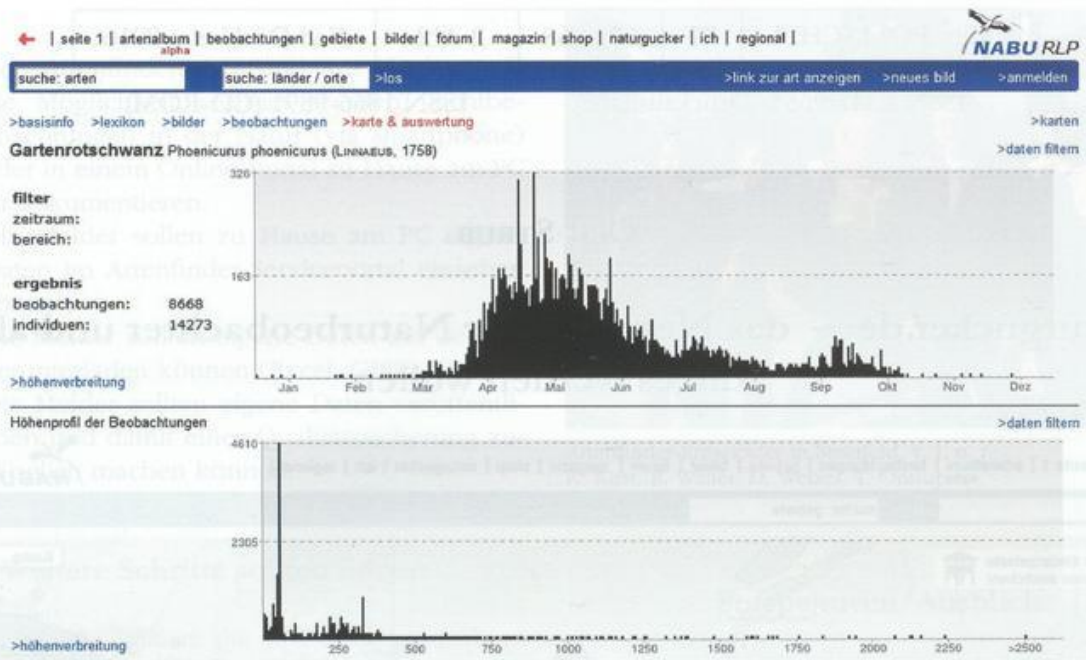 | seite 1 | artenalbum | beobachtungen | gebiete | bilder | forum | magazin | shop | naturgucker | ich | regional |
alpha
NABU RLP
suche: arten suche: länder / orte >los >link zur art anzeigen >neues bild >anmelden
>basisinfo >lexikon >bilder >beobachtungen >karte & auswertung >karten
Gartenrotschwanz Phoenicurus phoenicurus (LINNAEUS, 1758) >daten filtern
326
filter
zeitraum:
bereich:
163
ergebnis
beobachtungen: 8668
individuen: 14273
>höhenverbreitung
Jan Feb Mar Apr Mai Jun Jul Aug Sep Okt Nov Dez
Höhenprofil der Beobachtungen >daten filtern
4610
2305
>höhenverbreitung
250 500 750 1000 1250 1500 1750 2000 2250 >2500